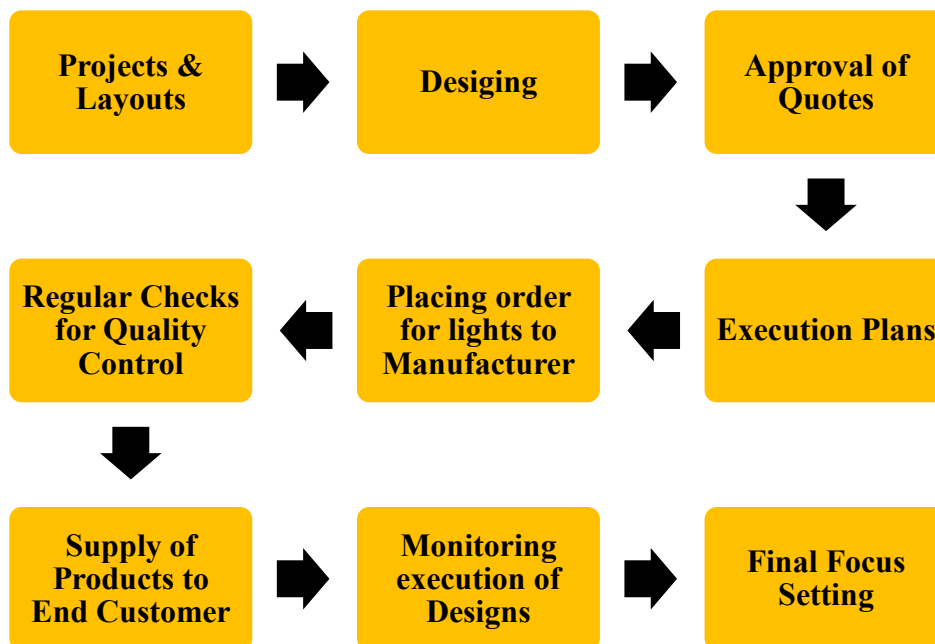 Projects &
Layouts
Desiging
Approval of
Quotes
Execution Plans
Placing order
for lights to
Manufacturer
Regular Checks
for Quality
Control
Supply of
Products to
End Customer
Monitoring
execution of
Designs
Final Focus
Setting